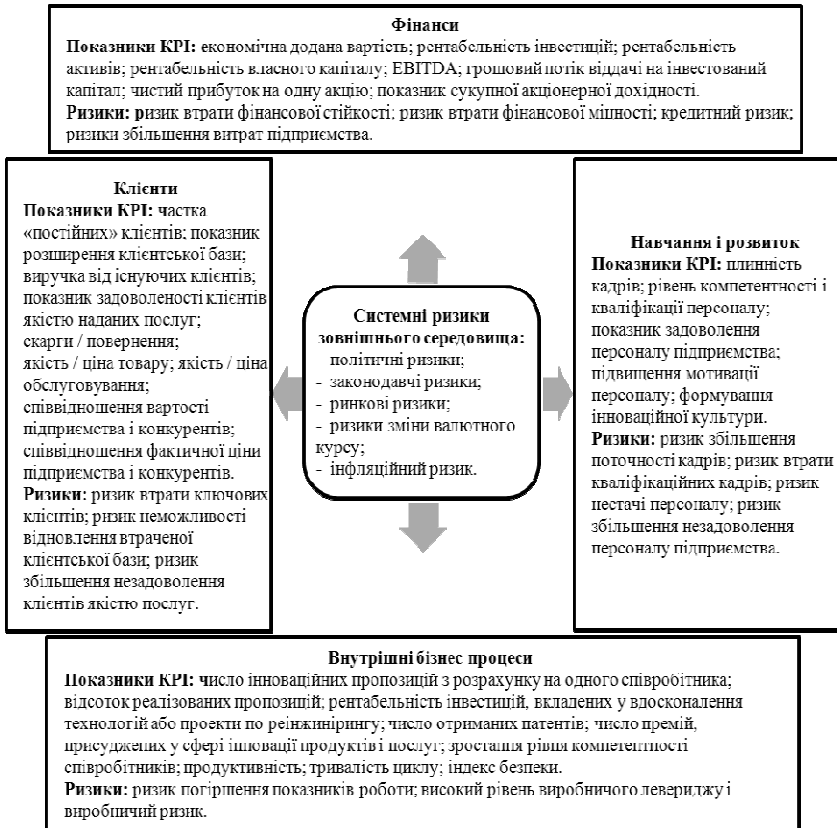 Фінанси
Показники KPI: економічна додана вартість; рентабельність інвестицій; рентабельність
активів; рентабельність власного капіталу; EBITDA; грошовий потік віддачі на інвестований
капітал; чистий прибуток на одну акцію; показник сукупної акціонерної дохідності.
Ризики: ризик втрати фінансової стійкості; ризик втрати фінансової міцності; кредитний ризик;
ризики збільшення витрат підприємства.
Клієнти
Показники KPI: частка
«постійних» клієнтів; показник
розширення клієнтської бази;
виручка від існуючих клієнтів;
показник задоволеності клієнтів
якістю наданих послуг;
скарги / повернення;
якість / ціна товару; якість / ціна
обслуговування;
співвідношення вартості
підприємства і конкурентів;
співвідношення фактичної ціни
підприємства і конкурентів.
Ризики: ризик втрати ключових
клієнтів; ризик неможливості
відновлення втраченої
клієнтської бази; ризик
збільшення незадоволення
клієнтів якістю послуг.
Системні ризики
зовнішнього середовища:
політичні ризики;
- законодавчі ризики;
- ринкові ризики;
- ризики зміни валютного
курсу;
- інфляційний ризик.
Навчання і розвиток
Показники KPI: плинність
кадрів; рівень компетентності і
кваліфікації персоналу;
показник задоволення
персоналу підприємства;
підвищення мотивації
персоналу; формування
інноваційної культури.
Ризики: ризик збільшення
поточності кадрів; ризик втрати
кваліфікаційних кадрів; ризик
нестачі персоналу; ризик
збільшення незадоволення
персоналу підприємства.
Внутрішні бізнес процеси
Показники KPI: число інноваційних пропозицій з розрахунку на одного співробітника;
відсоток реалізованих пропозицій; рентабельність інвестицій, вкладених у вдосконалення
технологій або проекти по реінжинірингу; число отриманих патентів; число премій,
присуджених у сфері інновації продуктів і послуг; зростання рівня компетентності
співробітників; продуктивність; тривалість циклу; індекс безпеки.
Ризики: ризик погіршення показників роботи; високий рівень виробничого левериджу і
виробничий ризик.